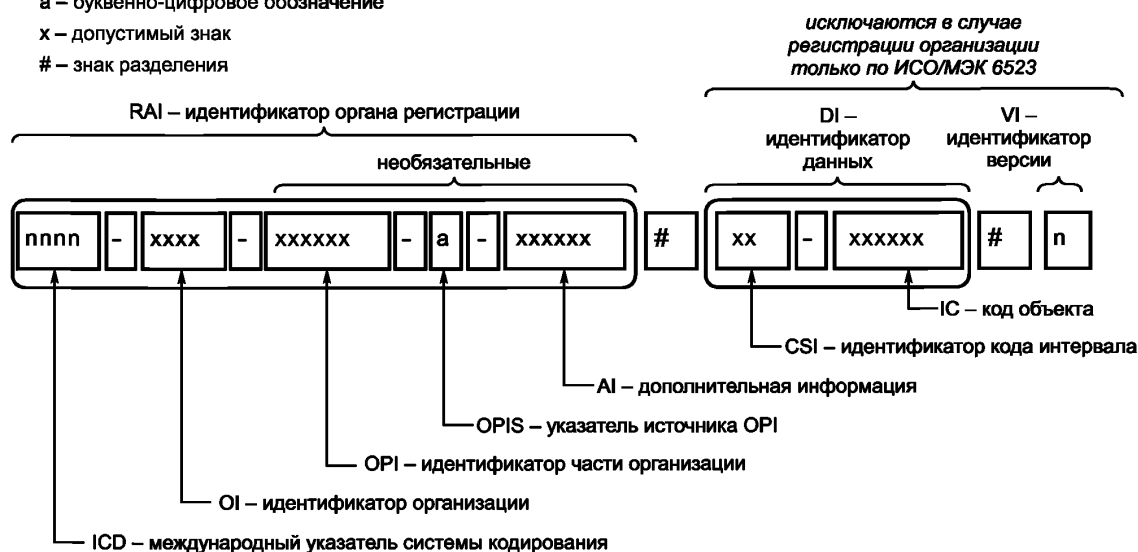 а – буквенно-цифровое обозначение
х – допустимый знак
# – знак разделения
исключаются в случае
регистрации организации
только по ИСО/МЭК 6523
RAI – идентификатор органа регистрации
DI –
идентификатор
данных
VI –
идентификатор
версии
необязательные
nnnn - xxxx - xxxxxx - a - xxxxxx # xx - xxxxxx # n
IC – код объекта
CSI – идентификатор кода интервала
AI – дополнительная информация
OPIS – указатель источника OPI
OPI – идентификатор части организации
OI – идентификатор организации
ICD – международный указатель системы кодирования